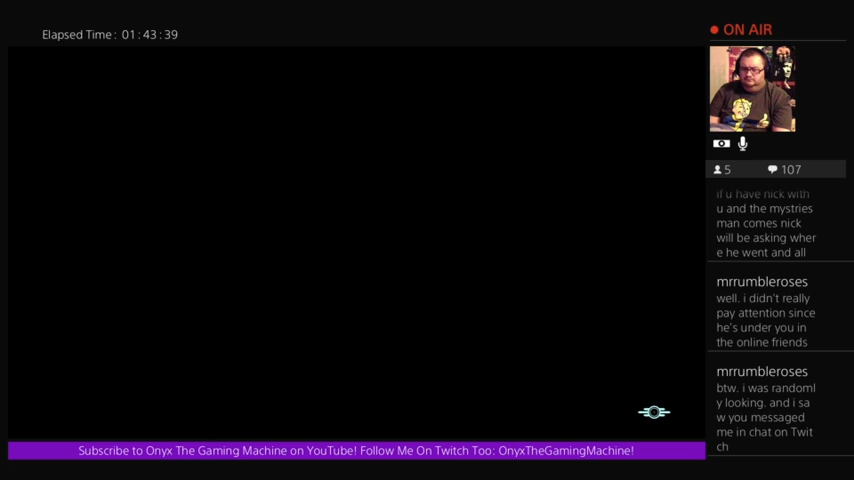 Elapsed Time: 01:43:39
ON AIR
5
107
if u have nick with
u and the mystries
man comes nick
will be asking wher
e he went and all
mrrumbleroses
well. i didn't really
pay attention since
he's under you in
the online friends
mrrumbleroses
btw. i was randoml
y looking. and i sa
w you messaged
me in chat on Twit
ch
Subscribe to Onyx The Gaming Machine on YouTube! Follow Me On Twitch Too: OnyxTheGamingMachine!